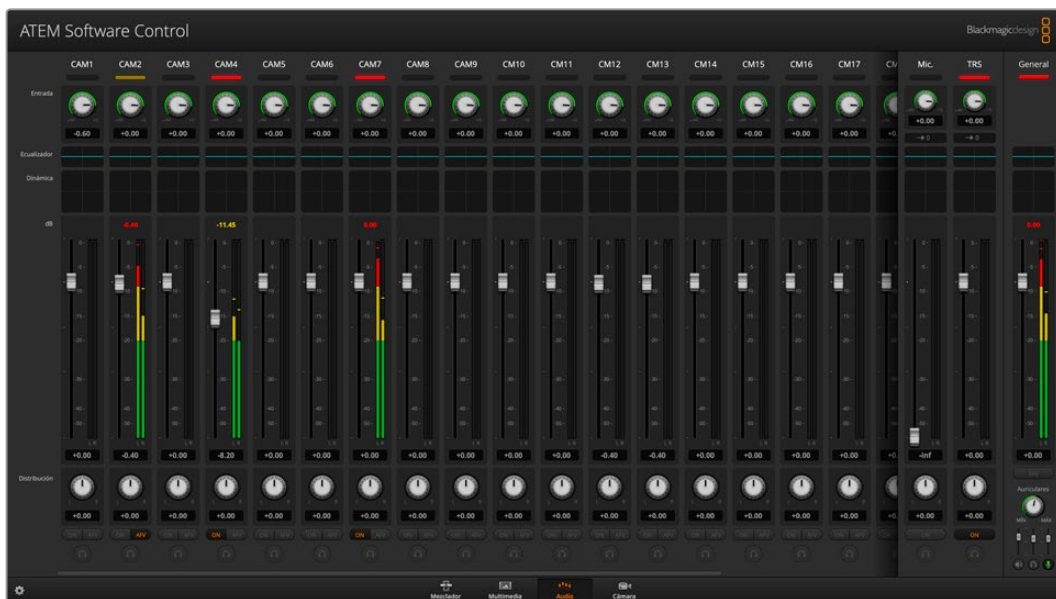 ATEM Software Control
Blackmagicdesign
CAM1 CAM2 CAM3 CAM4 CAM5 CAM6 CAM7 CAM8 CAM9 CM10 CM11 CM12 CM13 CM14 CM15 CM16 CM17 CM Mic. TRS General
Entrada
-0.60 +0.00 +0.00 +0.00 +0.00 +0.00 +0.00 +0.00 +0.00 +0.00 +0.00 +0.00 +0.00 +0.00 +0.00 +0.00 +0.00 +0. +0.00 +0.00
Ecualizador
Dinámica
dB
-11.45 0.00 0.00
+0.00 -0.40 +0.00 -8.20 +0.00 +0.00 +0.00 +0.00 +0.00 +0.00 +0.00 -0.40 -0.40 +0.00 +0.00 +0.00 +0.00 +0. -inf +0.00 +0.00
Distribución
+0.00 +0.00 +0.00 +0.00 +0.00 +0.00 +0.00 +0.00 +0.00 +0.00 +0.00 +0.00 +0.00 +0.00 +0.00 +0.00 +0.00 +0. +0.00 +0.00
Auriculares
MÍN MÁX
AFV ON ON ON
Mezclador Multimedia Audio Cámara